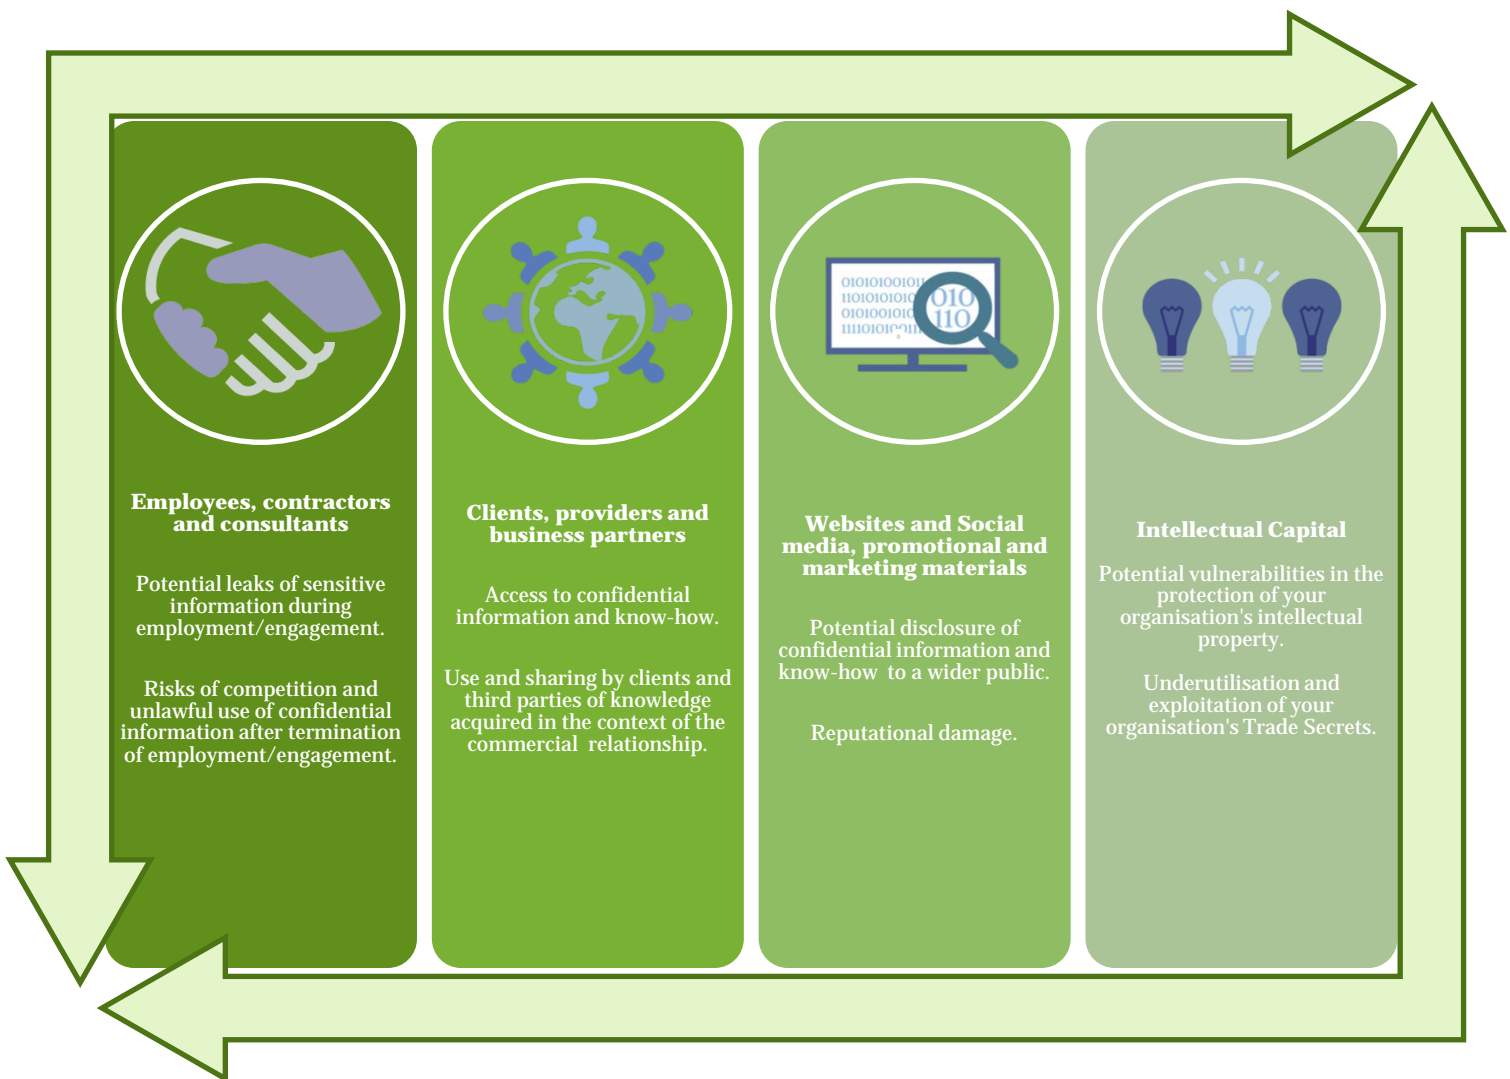 Employees, contractors
and consultants
Potential leaks of sensitive
information during
employment/engagement.
Risks of competition and
unlawful use of confidential
information after termination
of employment/engagement.
Clients, providers and
business partners
Access to confidential
information and know-how.
Use and sharing by clients and
third parties of knowledge
acquired in the context of the
commercial relationship.
010
110
Websites and Social
media, promotional and
marketing materials
Potential disclosure of
confidential information and
know-how to a wider public.
Reputational damage.
Intellectual Capital
Potential vulnerabilities in the
protection of your
organisation's intellectual
property.
Underutilisation and
exploitation of your
organisation's Trade Secrets.